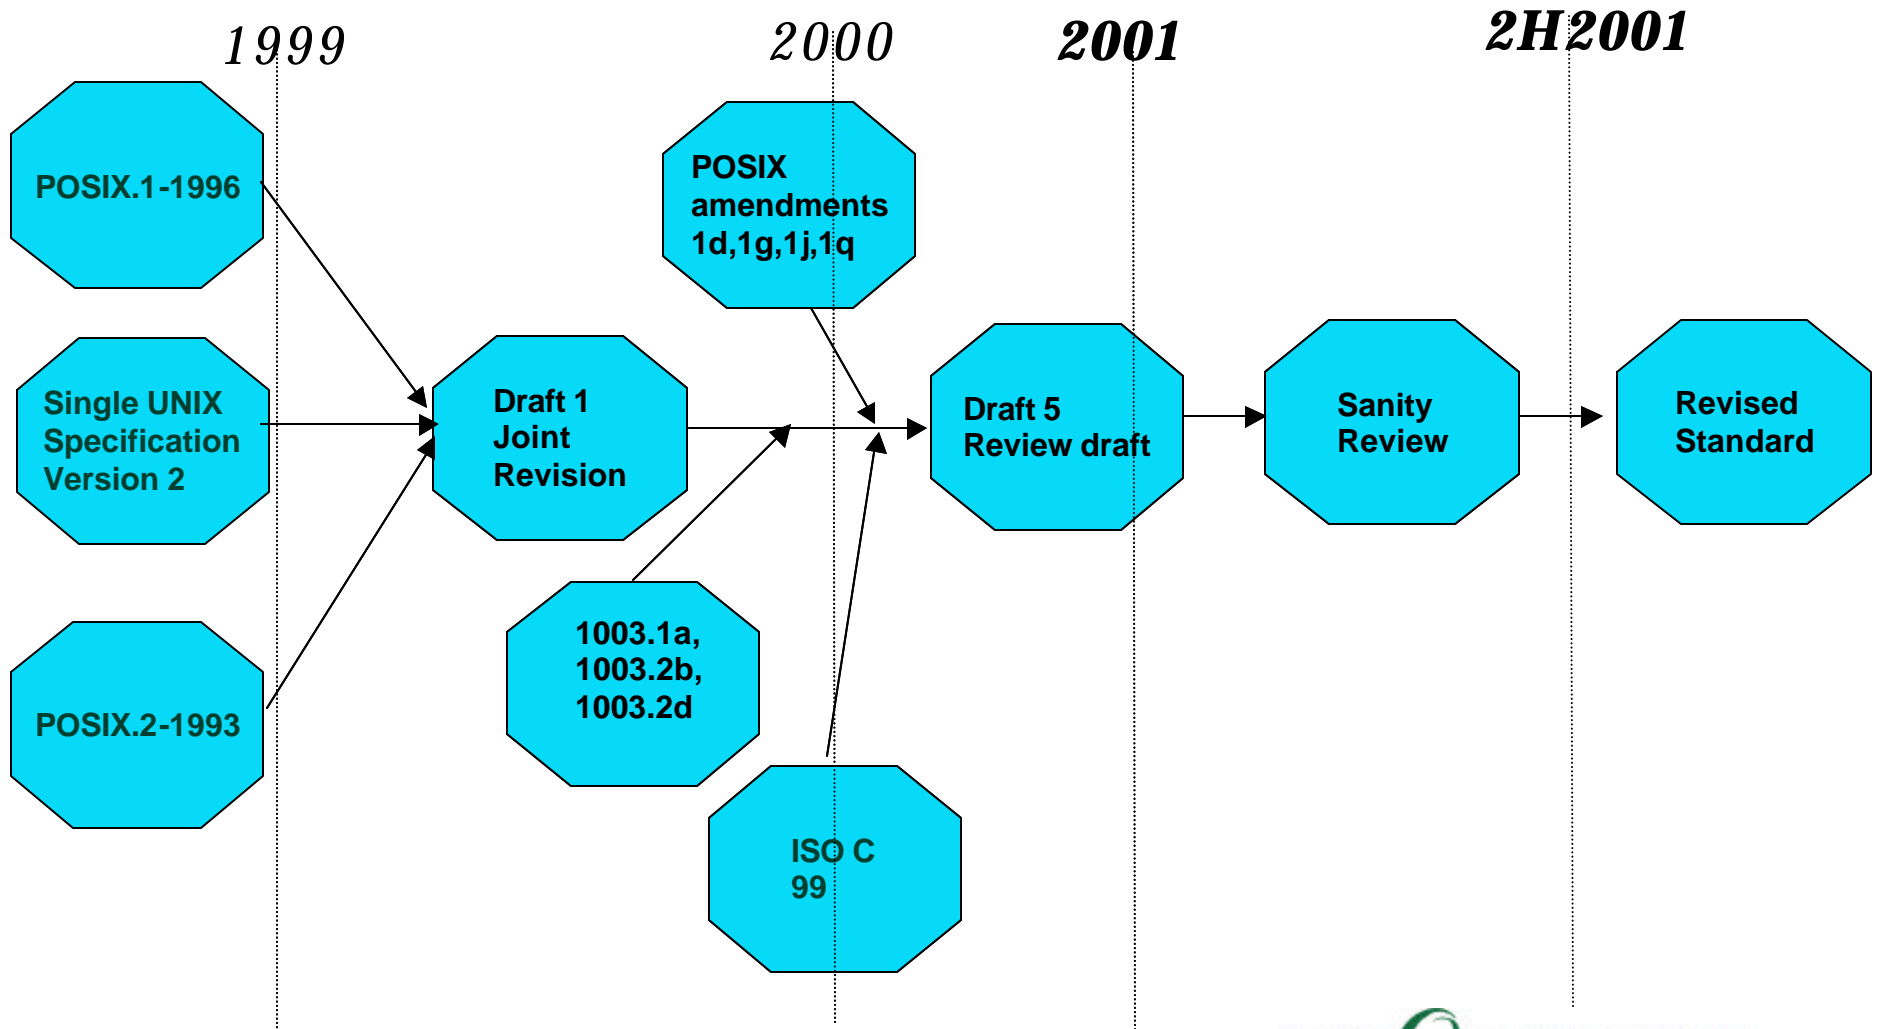 1999
2000
2001
2H2001
POSIX.1-1996
POSIX
amendments
1d,1g,1j,1q
Single UNIX
Specification
Version 2
Draft 1
Joint
Revision
Draft 5
Review draft
Sanity
Review
Revised
Standard
1003.1a,
1003.2b,
1003.2d
POSIX.2-1993
ISO C
99